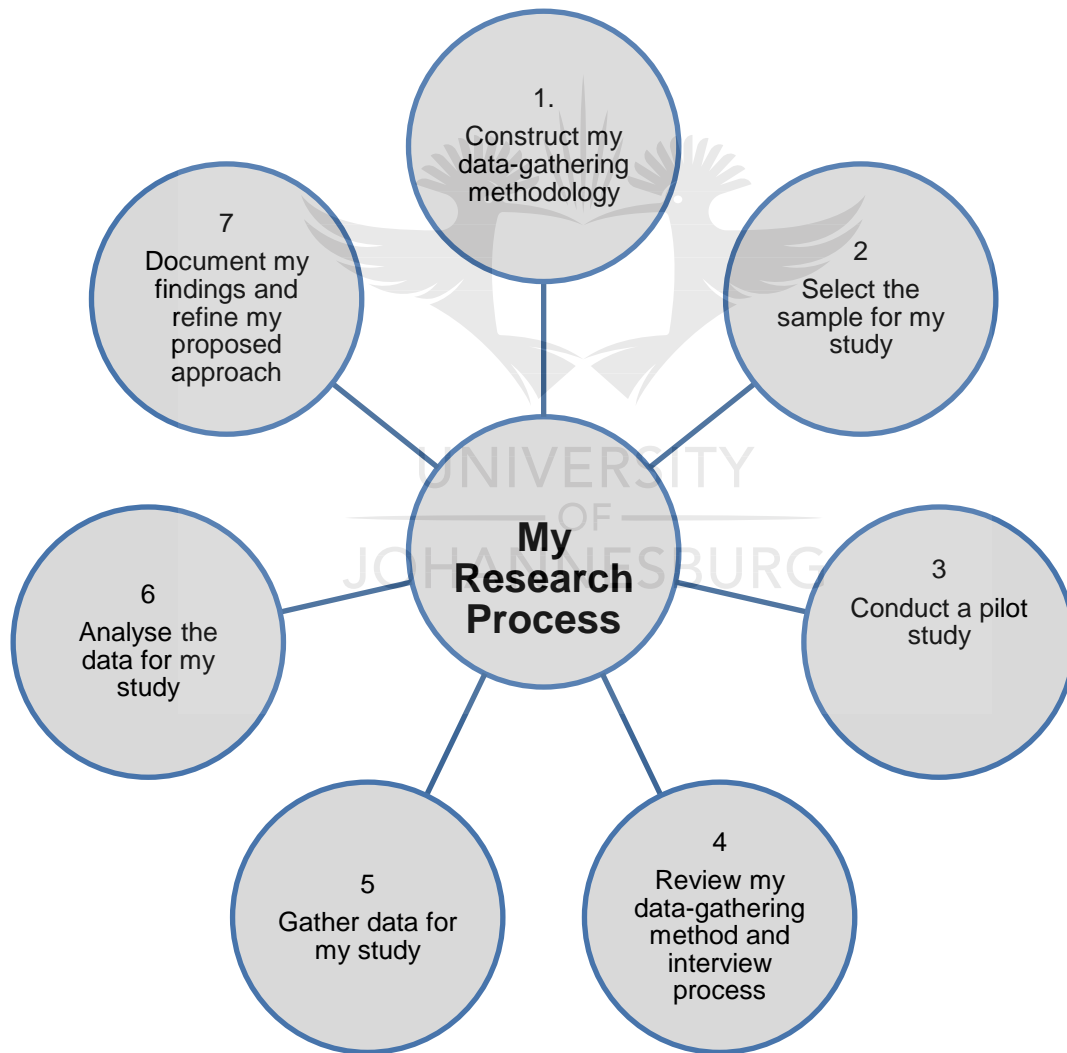 1.
Construct my
data-gathering
methodology
2
Select the
sample for my
study
3
Conduct a pilot
study
4
Review my
data-gathering
method and
interview
process
5
Gather data for
my study
6
Analyse the
data for my
study
7
Document my
findings and
refine my
proposed
approach
My
Research
Process
UNIVERSITY
OF
JOHANNESBURG